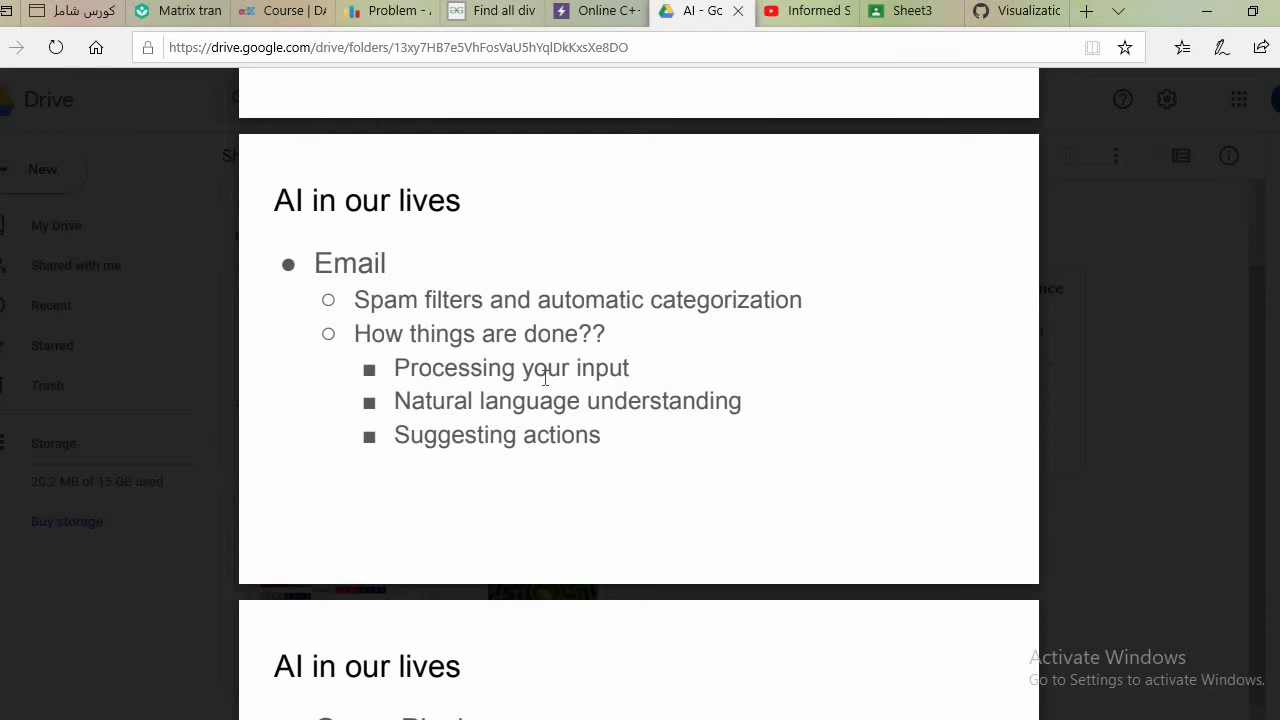 كورس شامل
Matrix tran
Course | DA
Problem - A
Find all div
Online C++
AI - Go
Informed S
Sheet3
Visualizatio
https://drive.google.com/drive/folders/13xy7HB7e5VhFosVaU5hYqlDkKxsXe8DO
Drive
New
My Drive
Shared with me
Recent
Starred
Trash
Storage
20.2 MB of 15 GB used
Buy storage
AI in our lives
● Email
○ Spam filters and automatic categorization
○ How things are done??
■ Processing your input
■ Natural language understanding
■ Suggesting actions
AI in our lives
Activate Windows
Go to Settings to activate Windows.